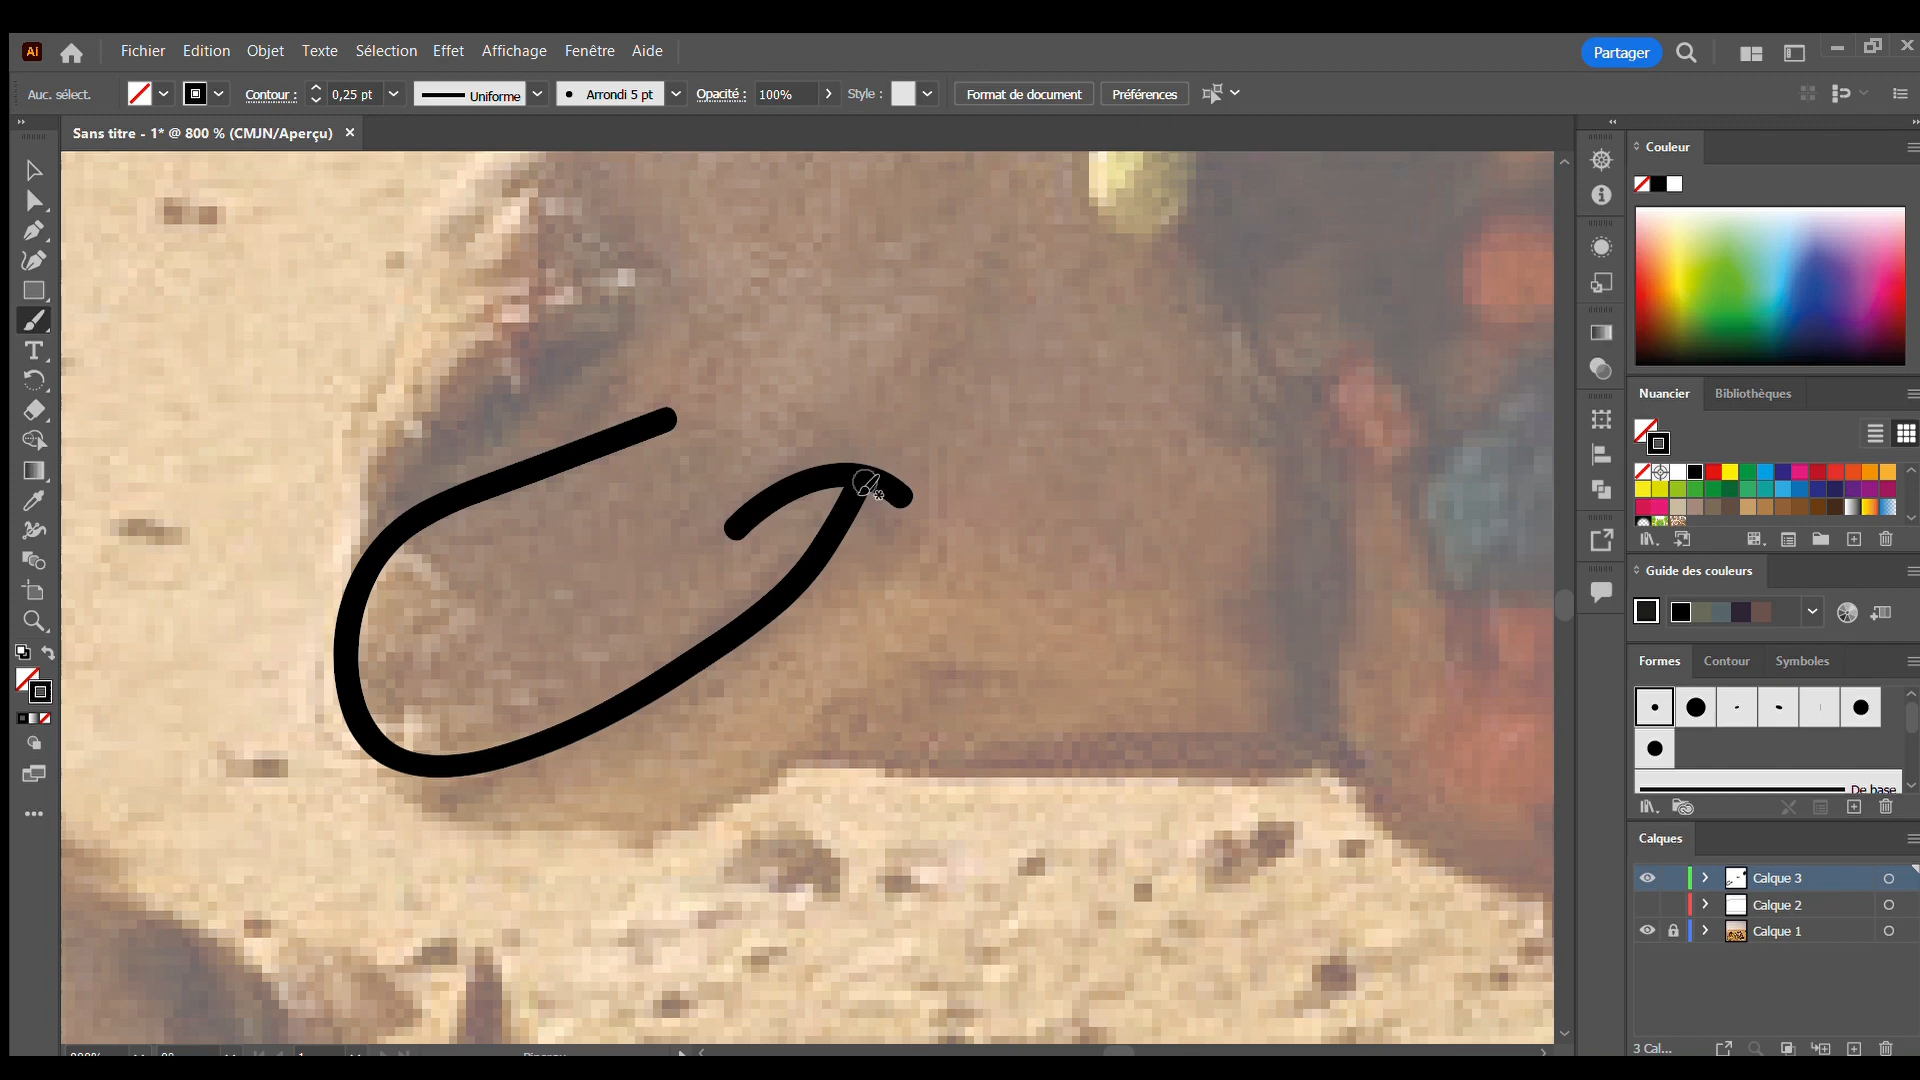 Ai Fichier Edition Objet Texte Sélection Effet Affichage Fenêtre Aide Partager
Auc. sélect. Contour : 0,25 pt Uniforme Arrondi 5 pt Opacité : 100% Style : Format de document Préférences
Sans titre - 1* @ 800 % (CMJN/Aperçu)
Couleur
Nuancier Bibliothèques
Guide des couleurs
Formes Contour Symboles
De base
Calques
Calque 3
Calque 2
Calque 1
3 Cal...